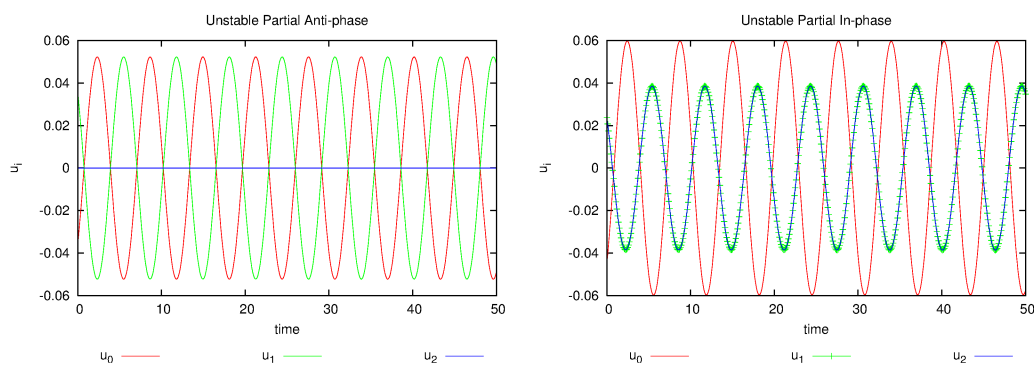 Unstable Partial Anti-phase
0.06
0.04
0.02
0
-0.02
-0.04
-0.06
u_i
0 10 20 30 40 50
time
u_0 u_1 u_2
Unstable Partial In-phase
0.06
0.04
0.02
0
-0.02
-0.04
-0.06
u_i
0 10 20 30 40 50
time
u_0 u_1 u_2